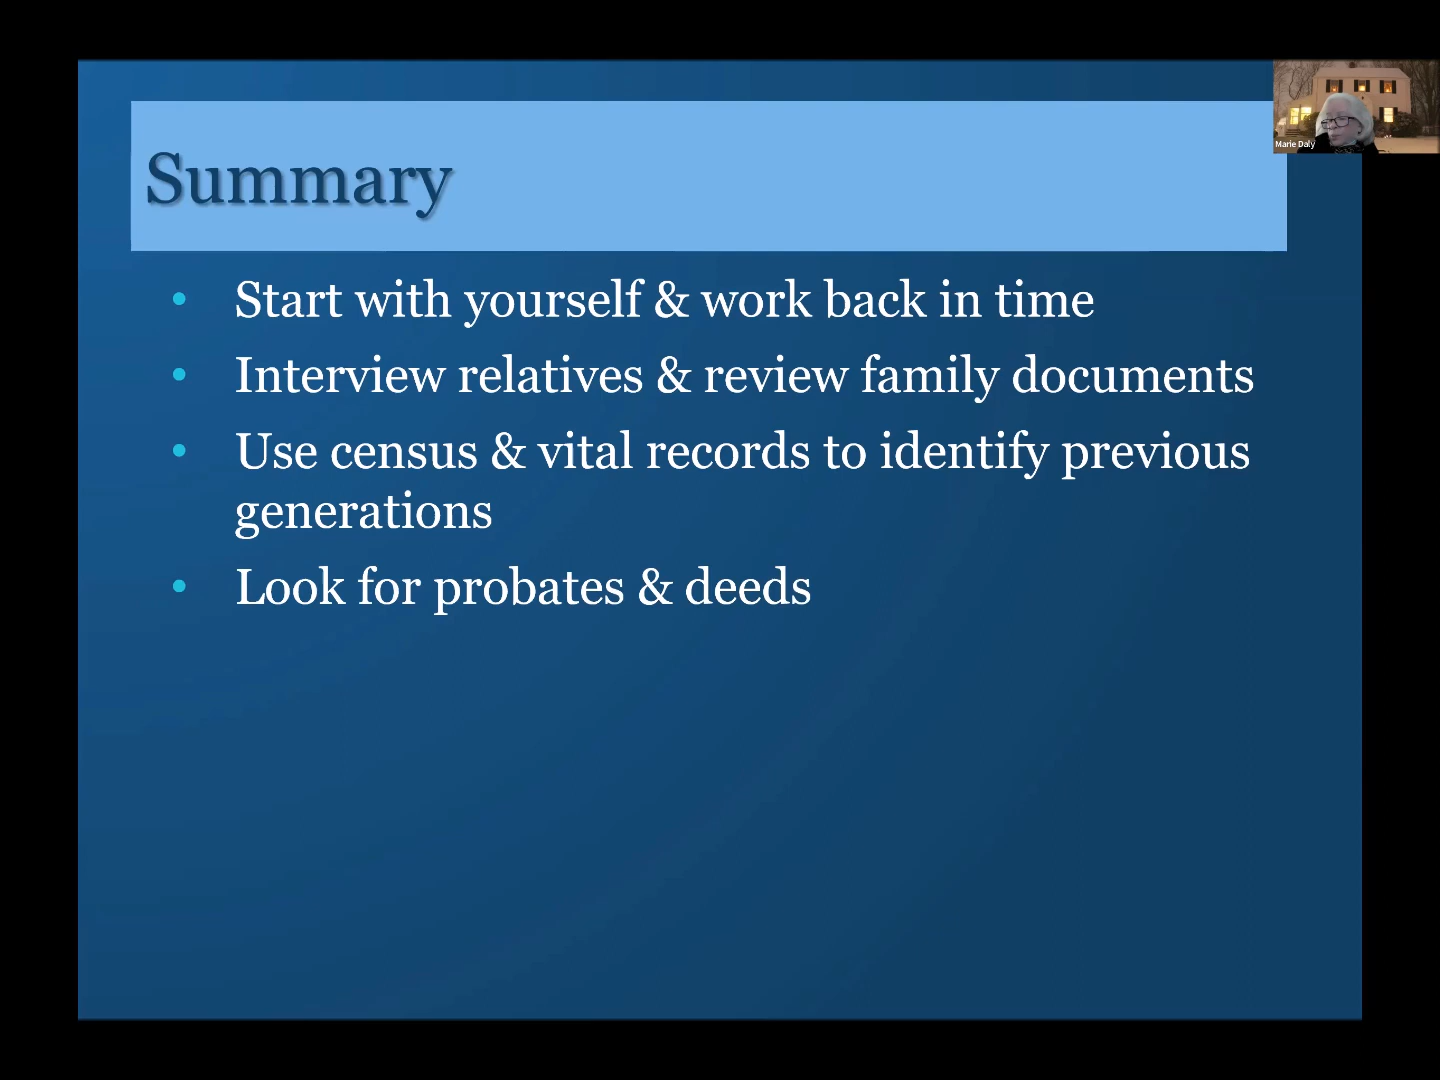 Summary
Marie Daly
• Start with yourself & work back in time
• Interview relatives & review family documents
• Use census & vital records to identify previous
generations
• Look for probates & deeds